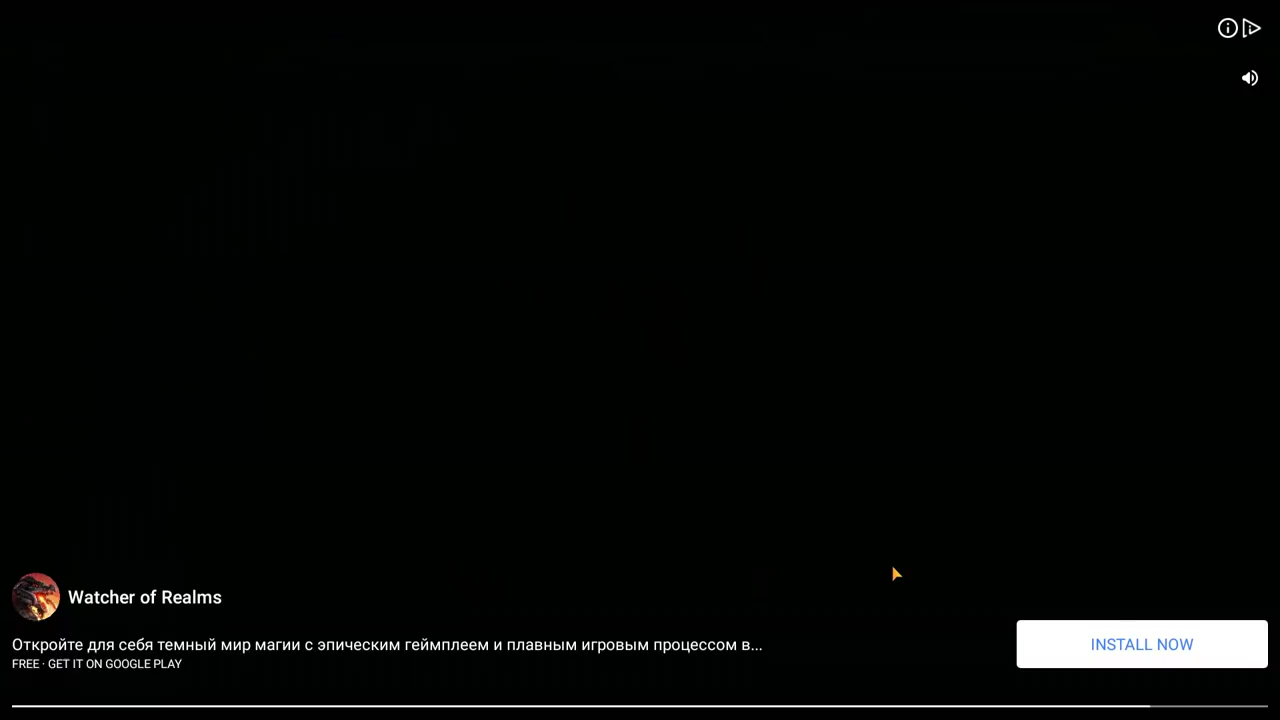 Watcher of Realms
Откройте для себя темный мир магии с эпическим геймплеем и плавным игровым процессом в...
FREE · GET IT ON GOOGLE PLAY
INSTALL NOW